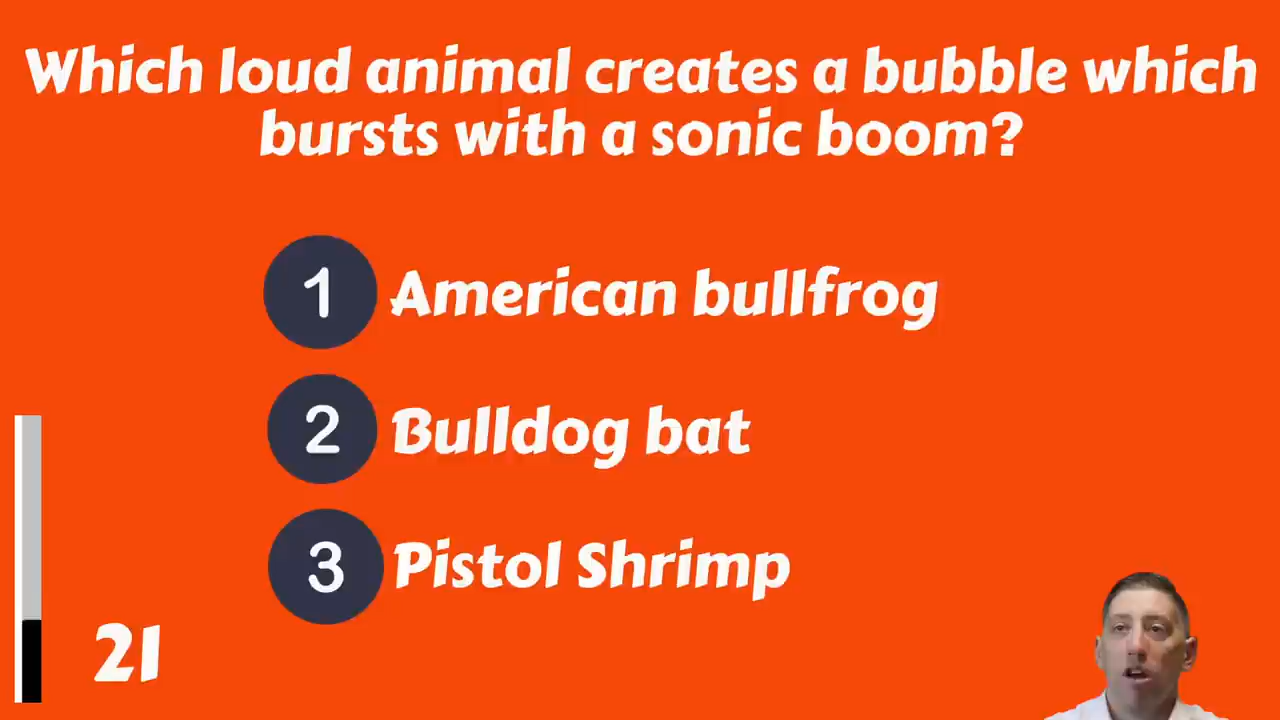 Which loud animal creates a bubble which
bursts with a sonic boom?
1 American bullfrog
2 Bulldog bat
3 Pistol Shrimp
21